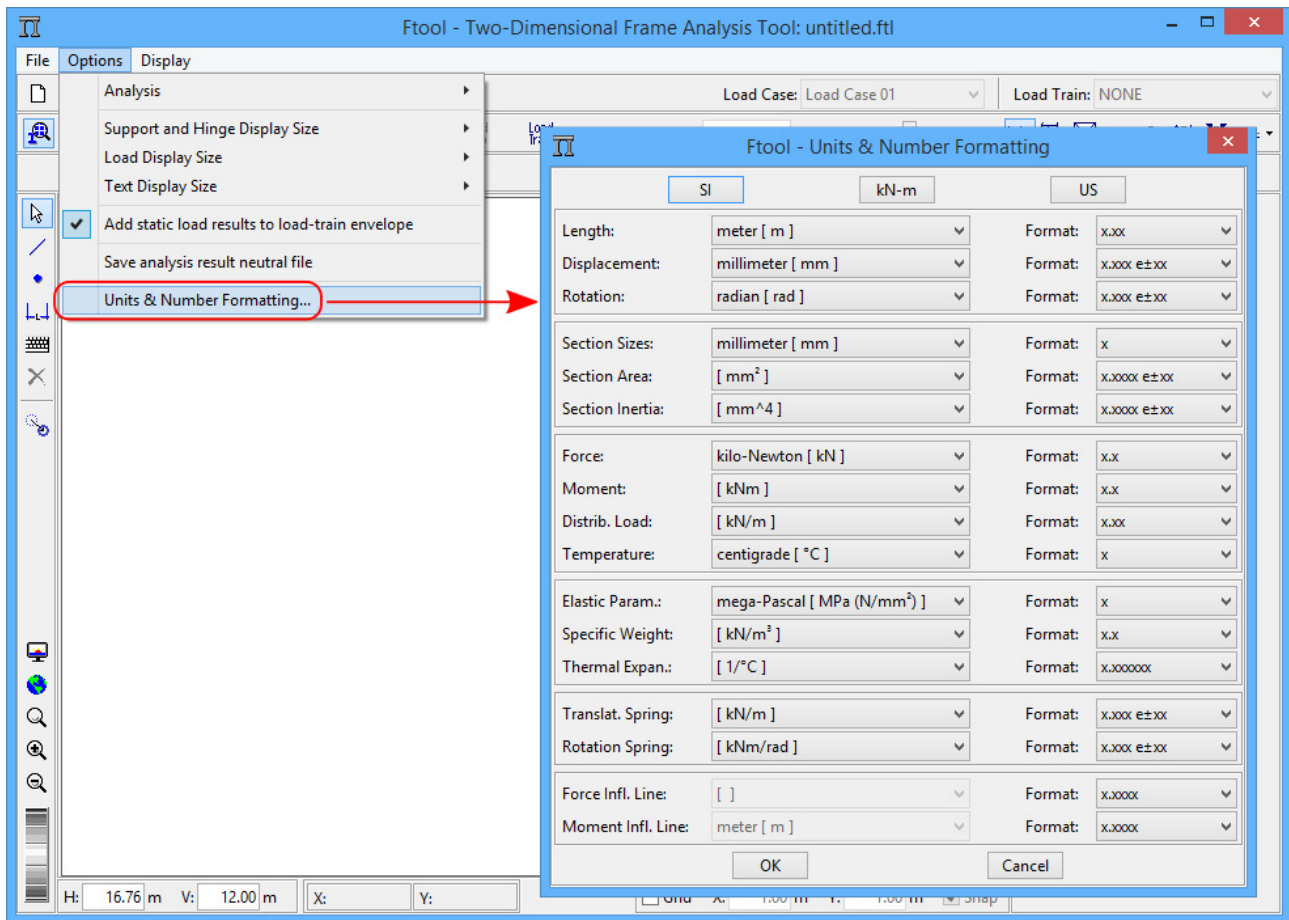 Ftool - Two-Dimensional Frame Analysis Tool: untitled.ftl
File Options Display
Load Case: Load Case 01 Load Train: NONE
Analysis
Support and Hinge Display Size
Load Display Size
Text Display Size
Add static load results to load-train envelope
Save analysis result neutral file
Units & Number Formatting...
Ftool - Units & Number Formatting
SI kN-m US
Length: meter [ m ] Format: x.xx
Displacement: millimeter [ mm ] Format: x.xxx e±xx
Rotation: radian [ rad ] Format: x.xxx e±xx
Section Sizes: millimeter [ mm ] Format: x
Section Area: [ mm² ] Format: x.xxxx e±xx
Section Inertia: [ mm^4 ] Format: x.xxxx e±xx
Force: kilo-Newton [ kN ] Format: x.x
Moment: [ kNm ] Format: x.x
Distrib. Load: [ kN/m ] Format: x.xx
Temperature: centigrade [ °C ] Format: x
Elastic Param.: mega-Pascal [ MPa (N/mm²) ] Format: x
Specific Weight: [ kN/m³ ] Format: x.x
Thermal Expan.: [ 1/°C ] Format: x.xxxxxx
Translat. Spring: [ kN/m ] Format: x.xxx e±xx
Rotation Spring: [ kNm/rad ] Format: x.xxx e±xx
Force Infl. Line: [ ] Format: x.xxxx
Moment Infl. Line: meter [ m ] Format: x.xxxx
OK Cancel
H: 16.76 m V: 12.00 m X: Y: